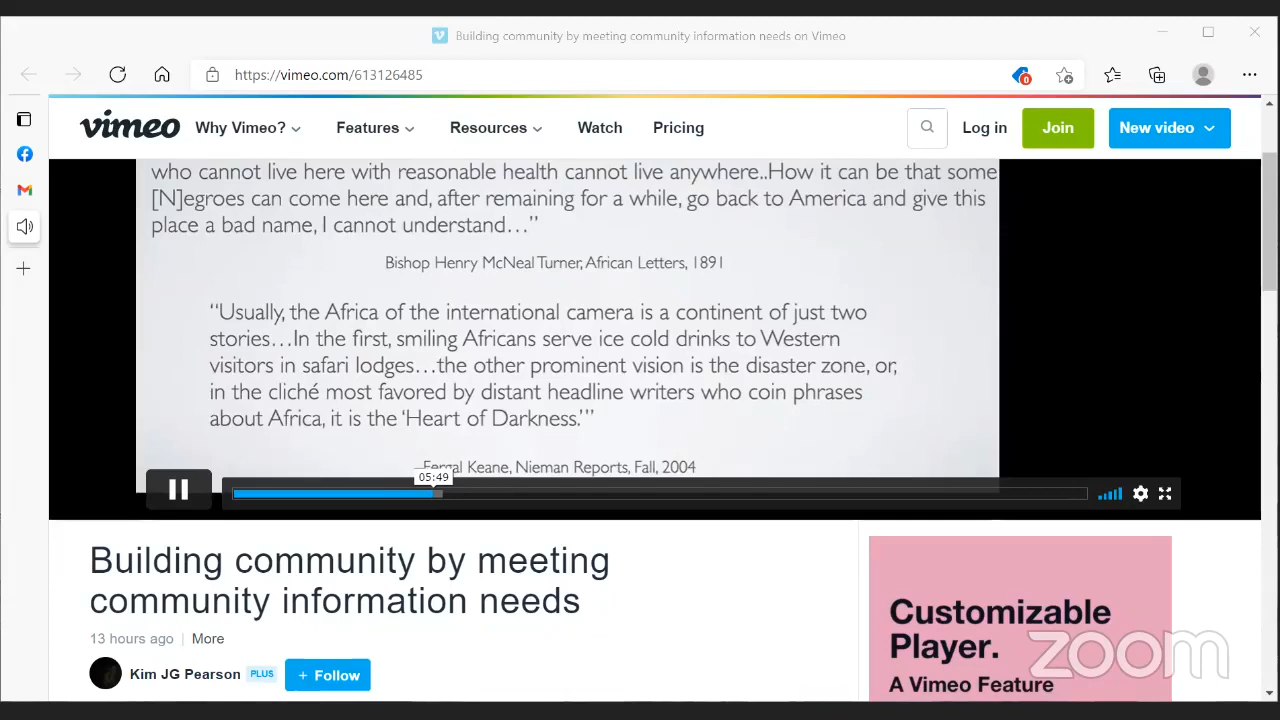 Building community by meeting community information needs on Vimeo
https://vimeo.com/613126485
0
vimeo Why Vimeo? Features Resources Watch Pricing Log in Join New video
who cannot live here with reasonable health cannot live anywhere..How it can be that some
[N]egroes can come here and, after remaining for a while, go back to America and give this
place a bad name, I cannot understand…”
Bishop Henry McNeal Turner, African Letters, 1891
“Usually, the Africa of the international camera is a continent of just two
stories…In the first, smiling Africans serve ice cold drinks to Western
visitors in safari lodges…the other prominent vision is the disaster zone, or,
in the cliché most favored by distant headline writers who coin phrases
about Africa, it is the ‘Heart of Darkness.’”
—Fergal Keane, Nieman Reports, Fall, 2004
05:49
Building community by meeting
community information needs
13 hours ago | More
Kim JG Pearson PLUS + Follow
Customizable
Player.
A Vimeo Feature
zoom